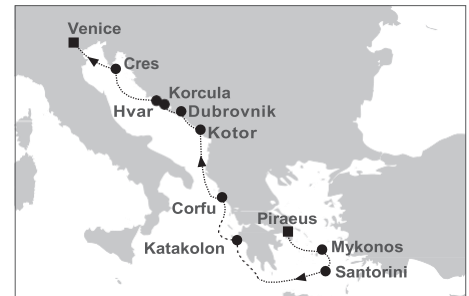 Venice
Cres
Korcula
Hvar
Dubrovnik
Kotor
Corfu
Piraeus
Katakolon
Mykonos
Santorini